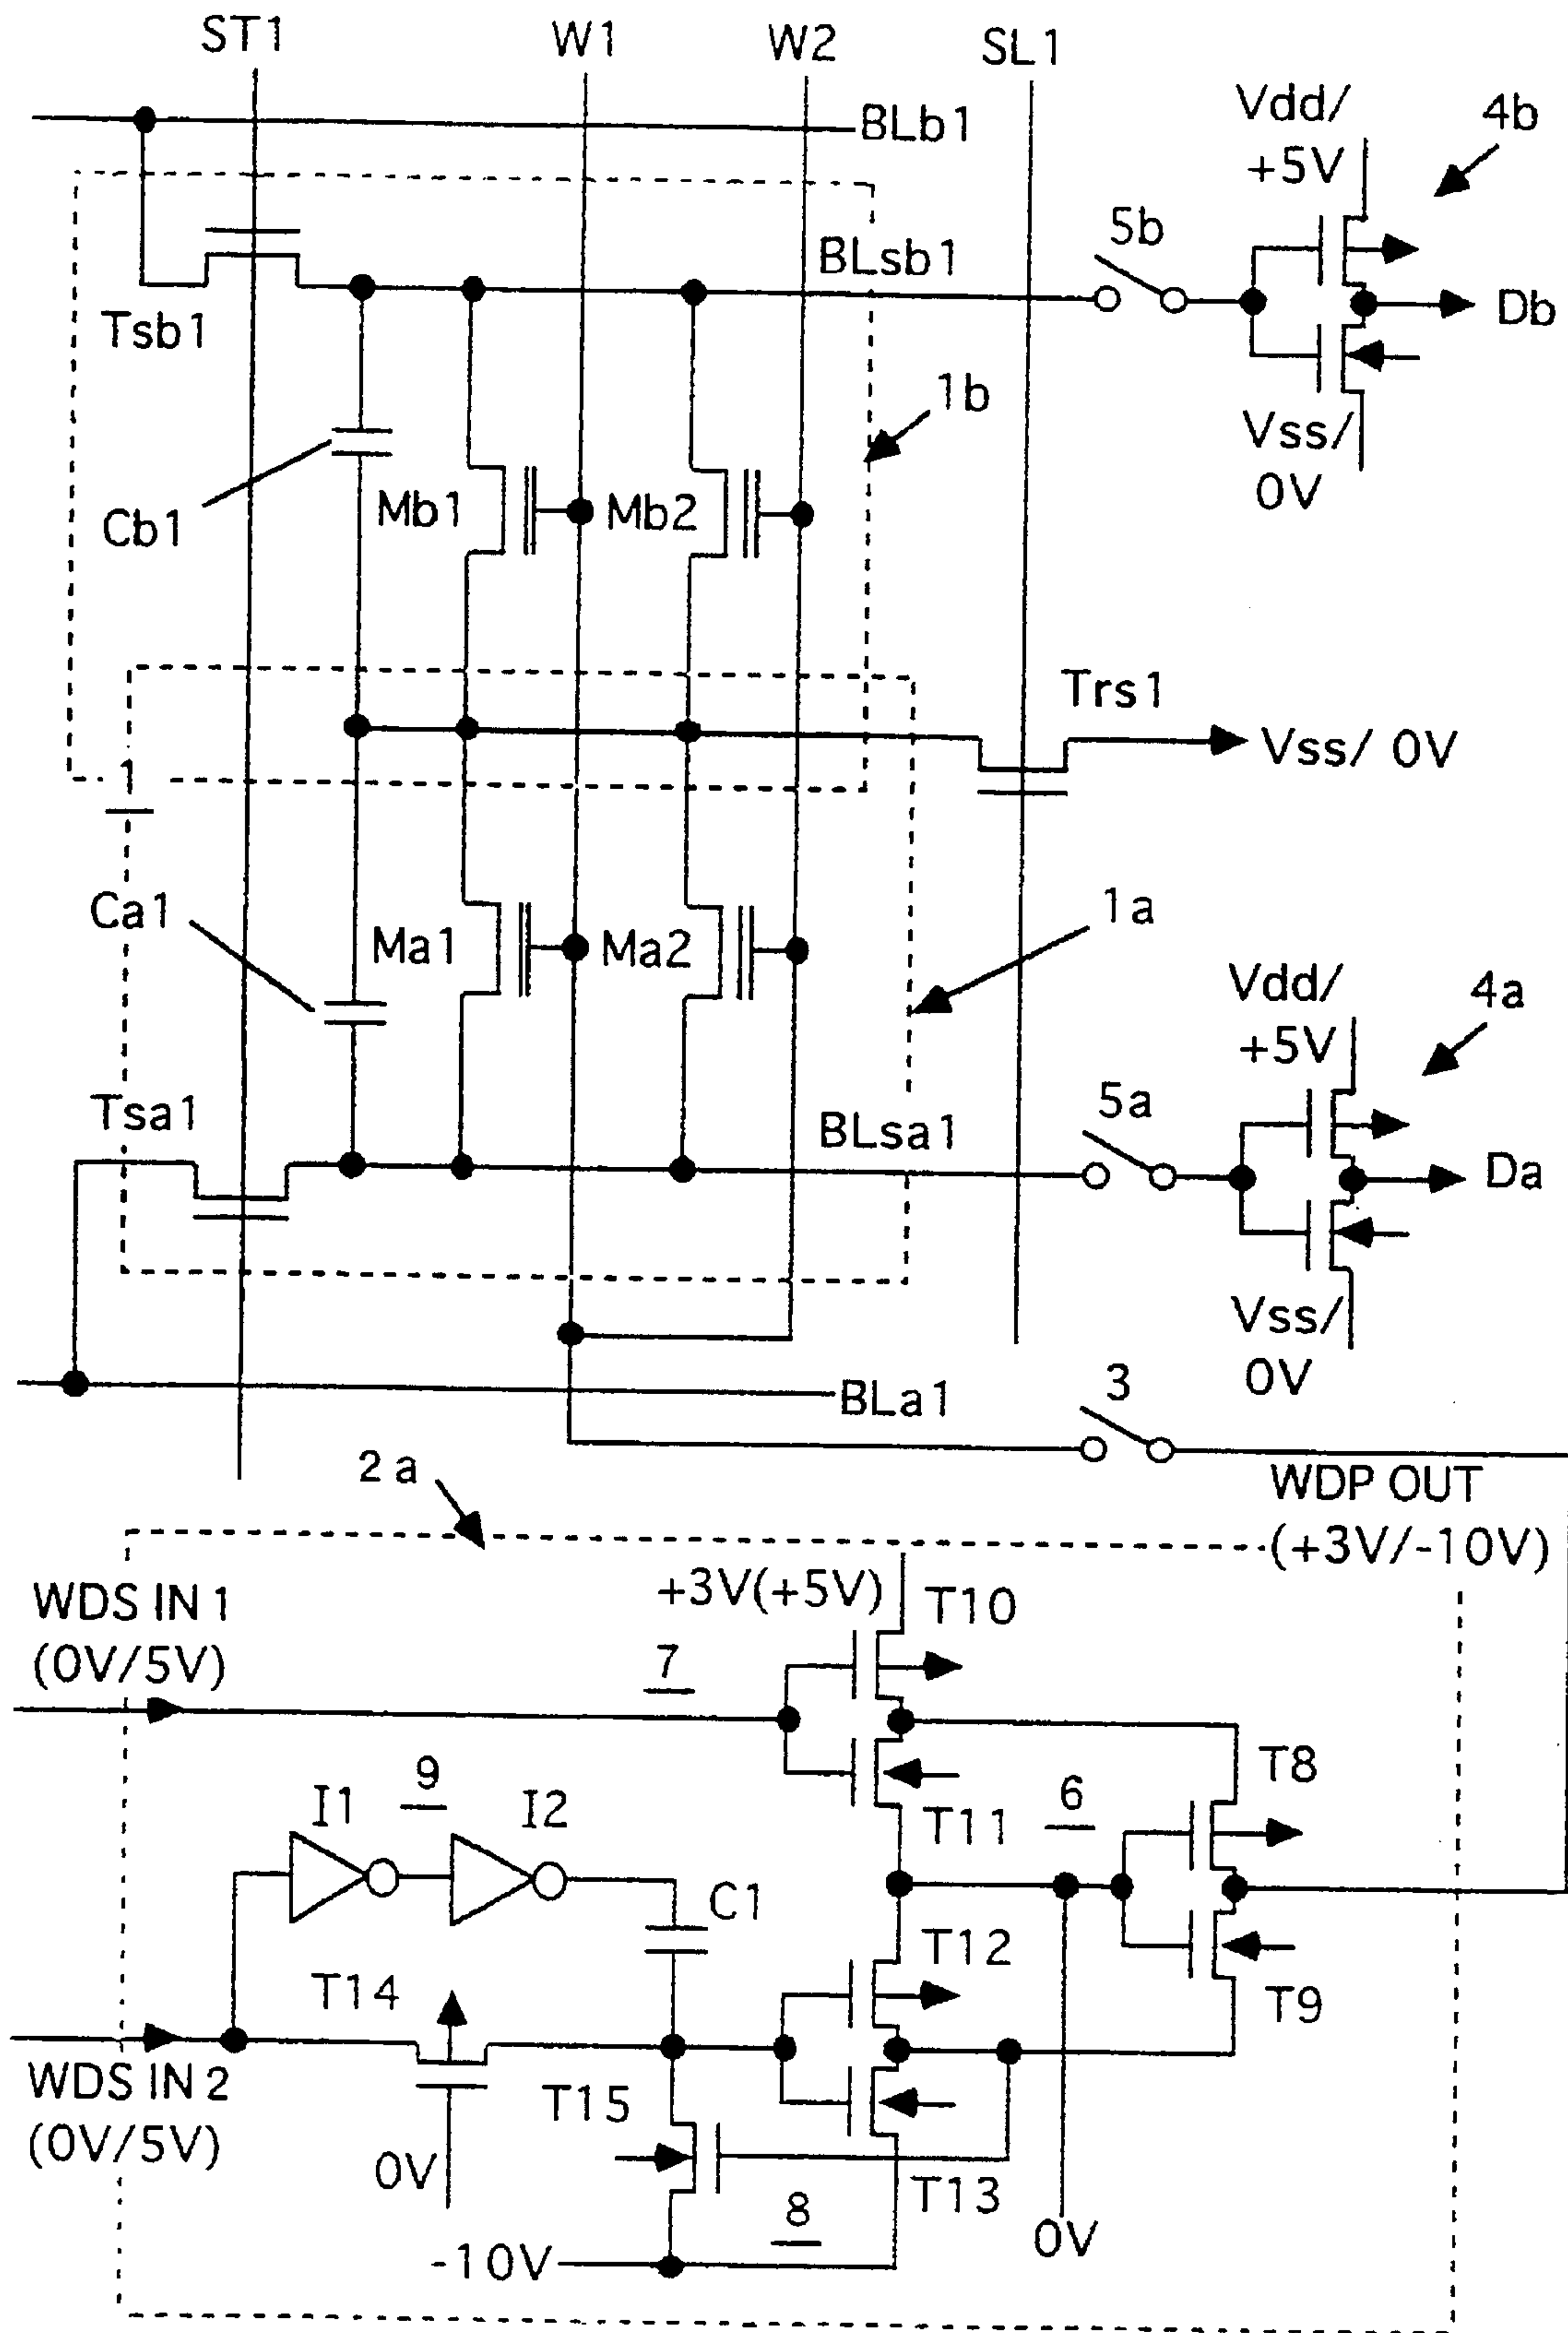 ST1
W1
W2
SL1
BLb1
Vdd/
+5V
4b
5b
BLsb1
Tsb1
Db
1b
Vss/
0V
Cb1
Mb1
Mb2
Trs1
Vss/ 0V
1
Ca1
Ma1
Ma2
1a
Vdd/
+5V
4a
5a
Tsa1
BLsa1
Da
Vss/
0V
BLa1
3
2a
WDP OUT
(+3V/-10V)
WDS IN 1
(0V/5V)
+3V(+5V)
T10
7
T8
I1
9
I2
T11
6
C1
T12
T14
T9
WDS IN 2
(0V/5V)
T15
0V
T13
8
0V
-10V